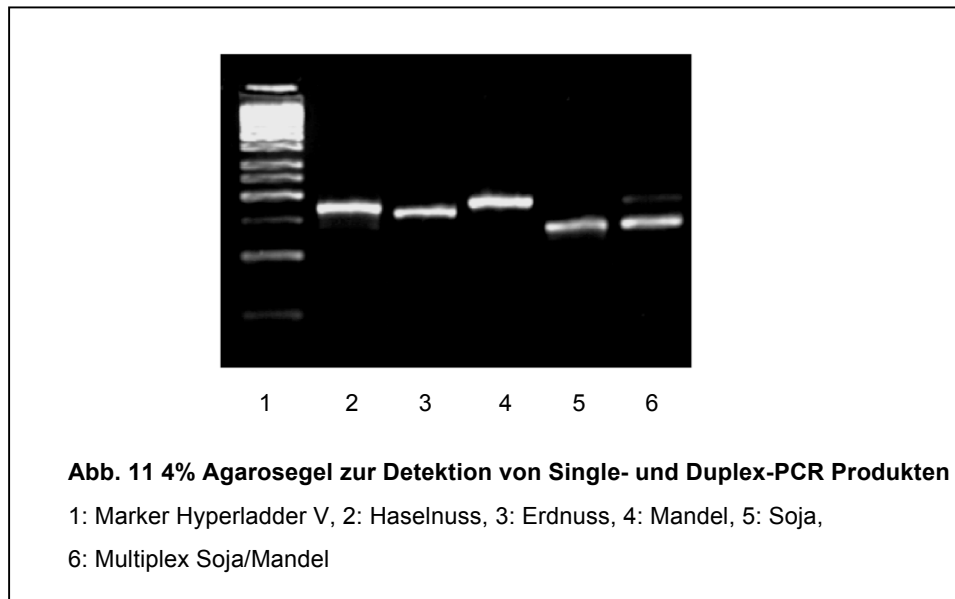 1 2 3 4 5 6
Abb. 11 4% Agarosegel zur Detektion von Single- und Duplex-PCR Produkten
1: Marker Hyperladder V, 2: Haselnuss, 3: Erdnuss, 4: Mandel, 5: Soja,
6: Multiplex Soja/Mandel